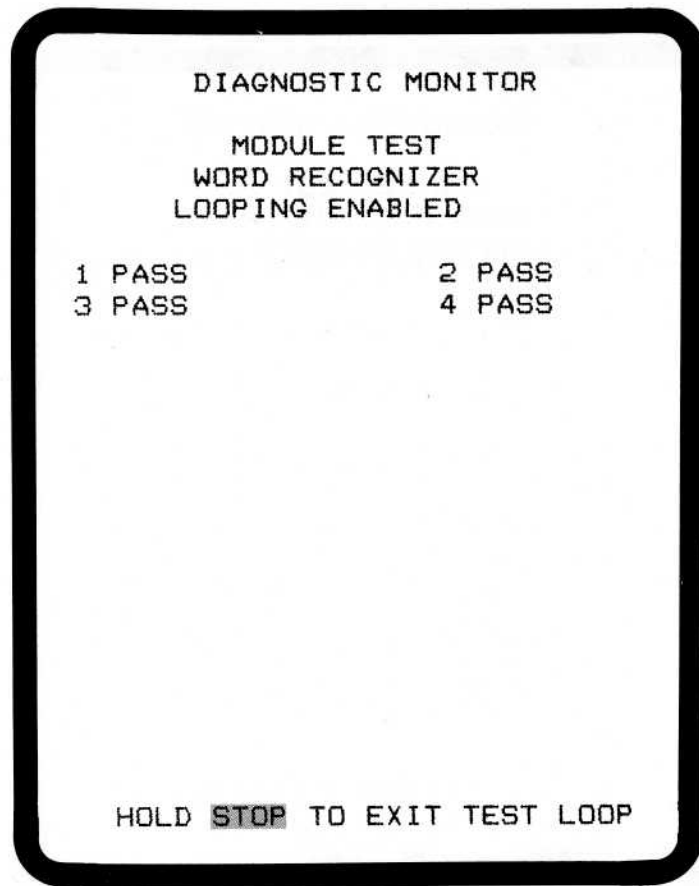 DIAGNOSTIC MONITOR
MODULE TEST
WORD RECOGNIZER
LOOPING ENABLED
1 PASS 2 PASS
3 PASS 4 PASS
HOLD STOP TO EXIT TEST LOOP